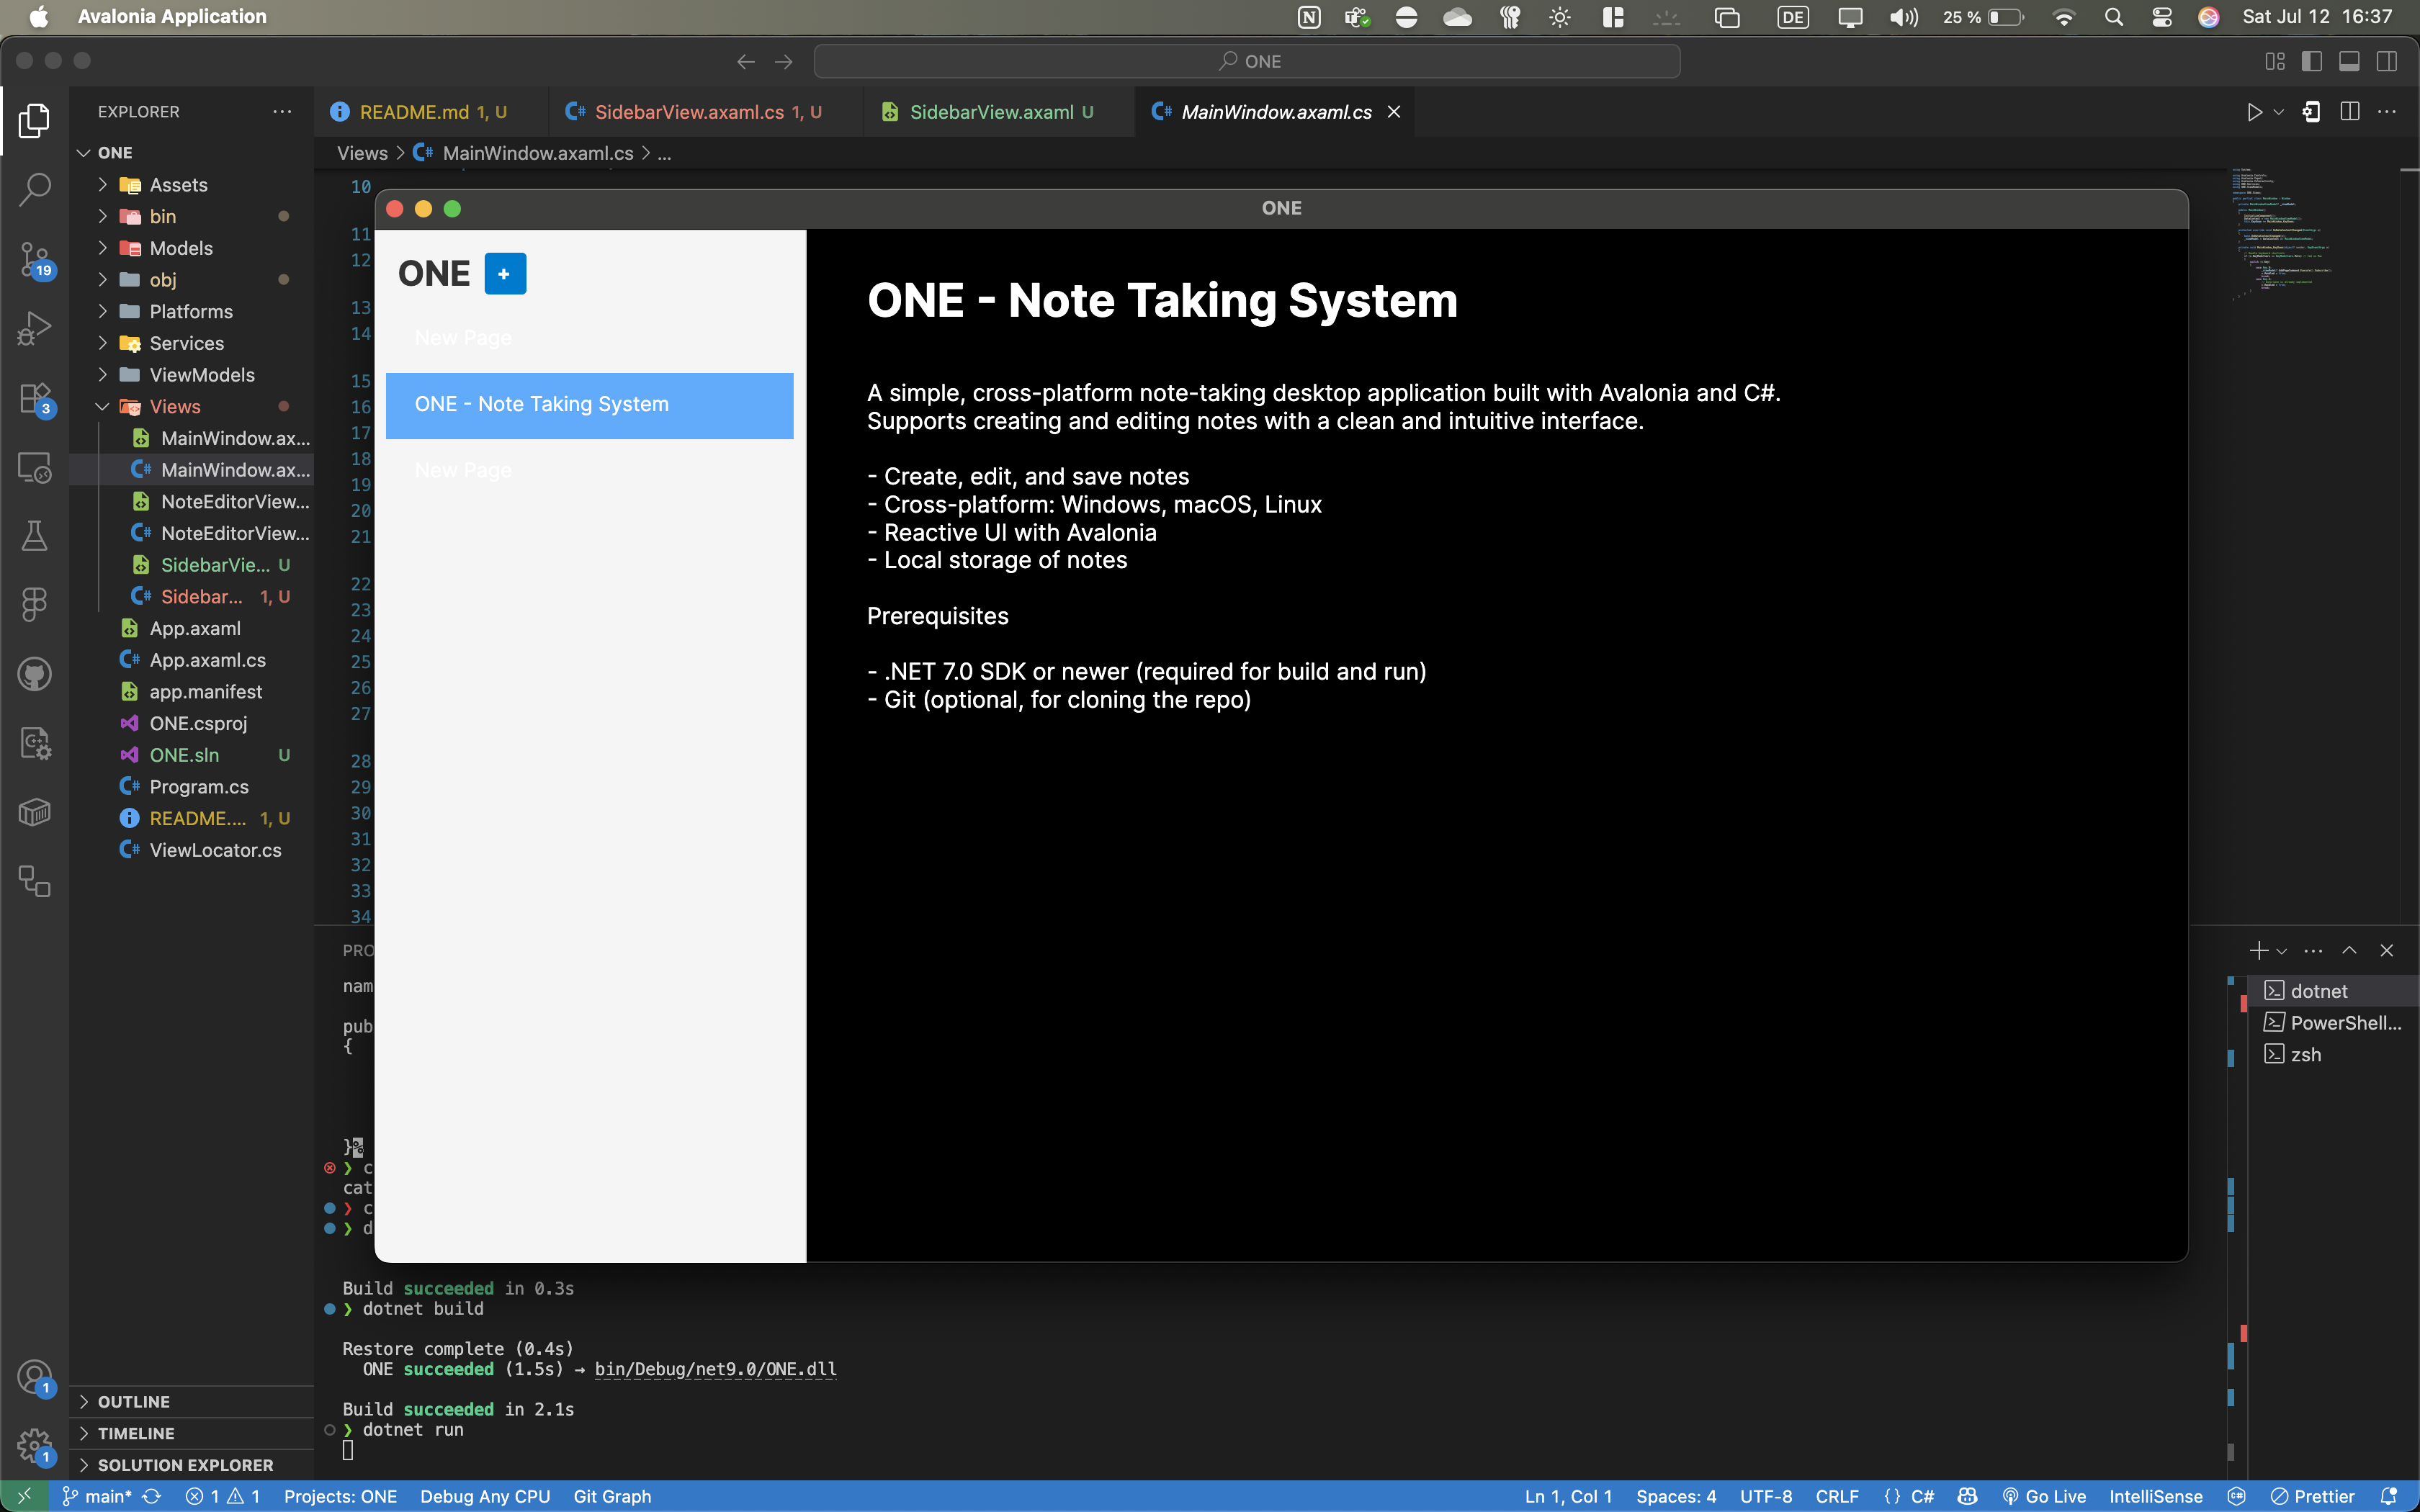 Avalonia Application
N
DE
25 %
Sat Jul 12 16:37
ONE
EXPLORER
README.md 1, U
SidebarView.axaml.cs 1, U
SidebarView.axaml U
MainWindow.axaml.cs
ONE
Views > MainWindow.axaml.cs > ...
Assets
bin
Models
obj
Platforms
Services
ViewModels
Views
MainWindow.ax...
MainWindow.ax...
NoteEditorView...
NoteEditorView...
SidebarVie... U
Sidebar... 1, U
App.axaml
App.axaml.cs
app.manifest
ONE.csproj
ONE.sln U
Program.cs
README.... 1, U
ViewLocator.cs
OUTLINE
TIMELINE
SOLUTION EXPLORER
19
3
1
1
10
11
12
13
14
15
16
17
18
19
20
21
22
23
24
25
26
27
28
29
30
31
32
33
34
ONE
ONE +
New Page
ONE - Note Taking System
New Page
ONE - Note Taking System
A simple, cross-platform note-taking desktop application built with Avalonia and C#.
Supports creating and editing notes with a clean and intuitive interface.
- Create, edit, and save notes
- Cross-platform: Windows, macOS, Linux
- Reactive UI with Avalonia
- Local storage of notes
Prerequisites
- .NET 7.0 SDK or newer (required for build and run)
- Git (optional, for cloning the repo)
PRO
nam
pub
{
}%
❯ c
cat
❯ c
❯ d
Build succeeded in 0.3s
❯ dotnet build
Restore complete (0.4s)
ONE succeeded (1.5s) → bin/Debug/net9.0/ONE.dll
Build succeeded in 2.1s
❯ dotnet run
dotnet
PowerShell...
zsh
main* 1 1 Projects: ONE Debug Any CPU Git Graph
Ln 1, Col 1 Spaces: 4 UTF-8 CRLF {} C# Go Live IntelliSense Prettier